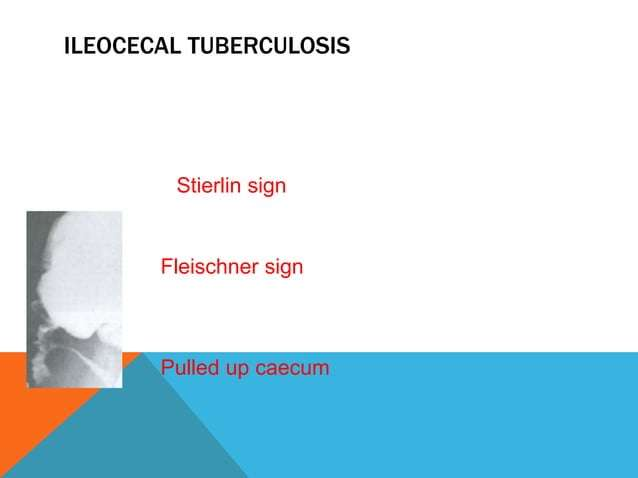 ILEOCECAL TUBERCULOSIS
Stierlin sign
Fleischner sign
Pulled up caecum